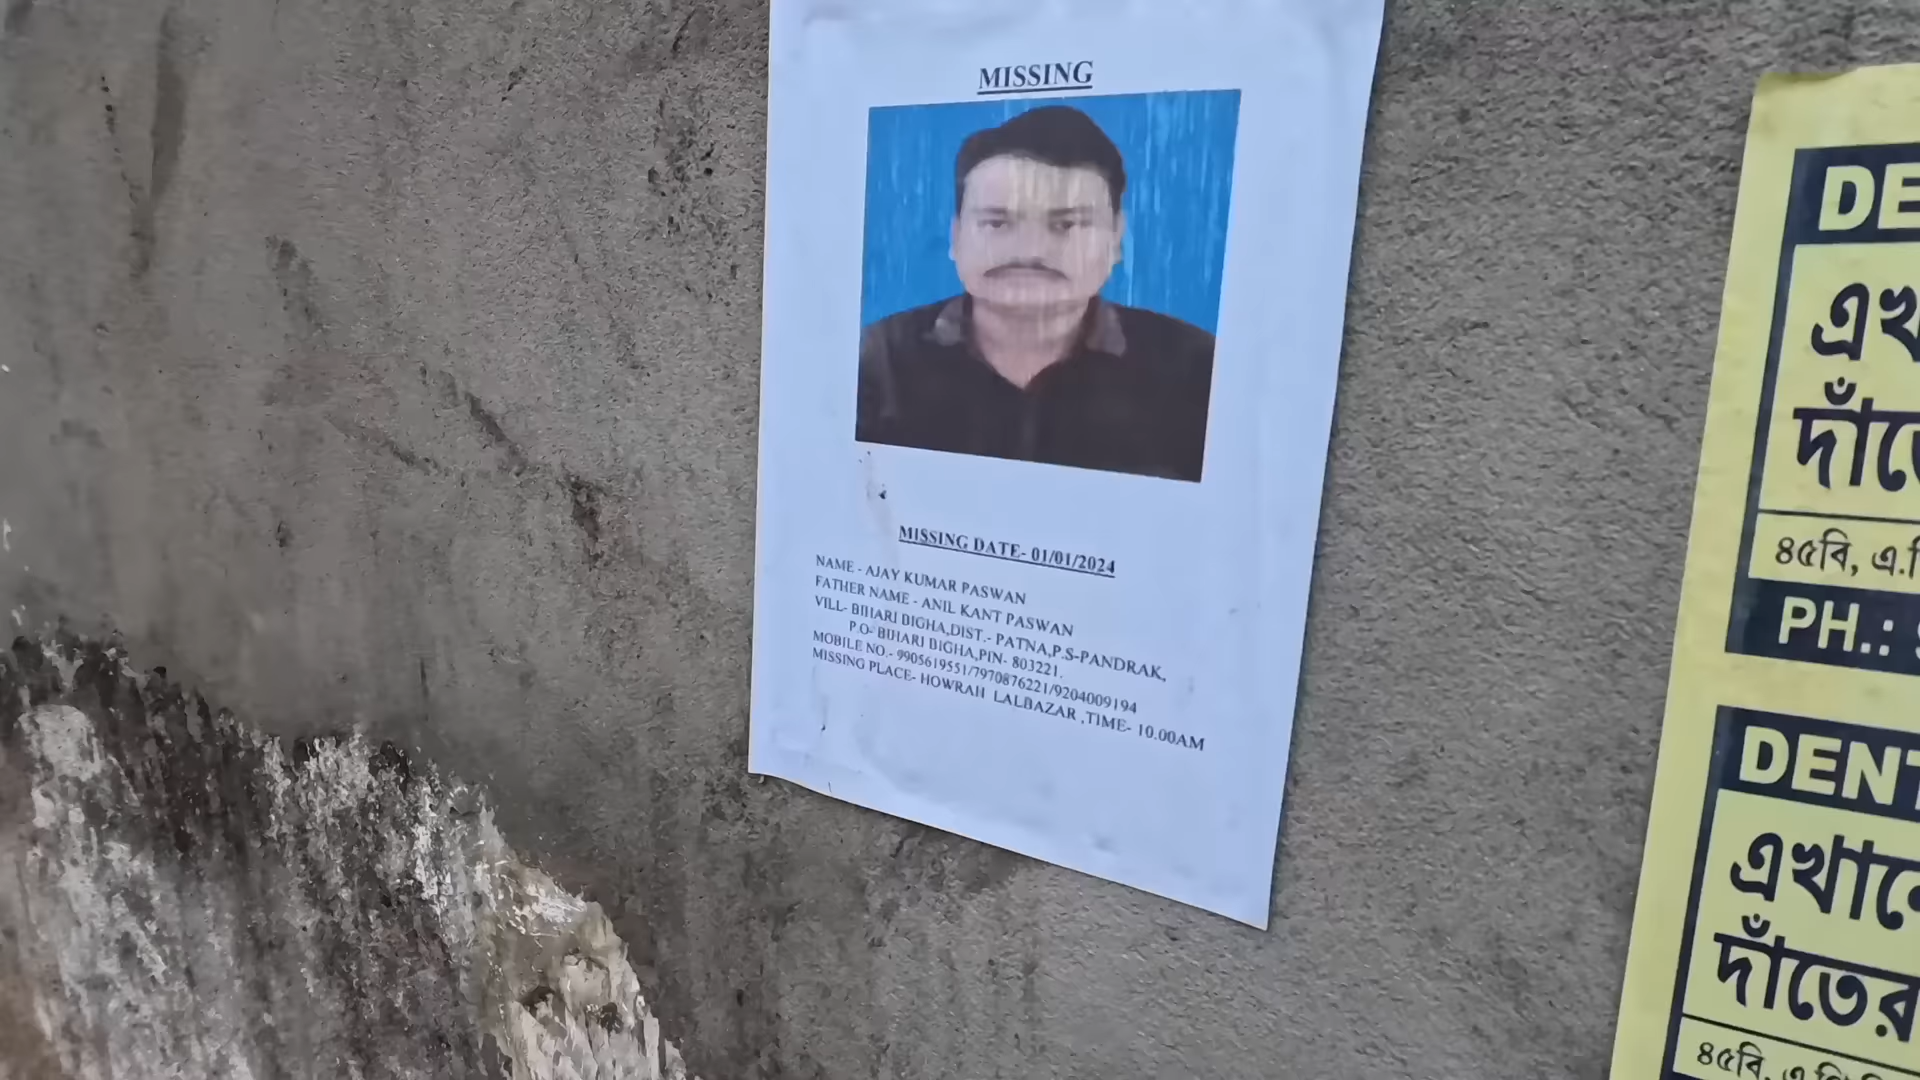 MISSING
MISSING DATE- 01/01/2024
NAME - AJAY KUMAR PASWAN
FATHER NAME - ANIL KANT PASWAN
VILL- BIHARI BIGHA,DIST.- PATNA,P.S-PANDRAK,
P.O- BIHARI BIGHA,PIN- 803221.
MOBILE NO.- 9905619551/7970876221/9204009194
MISSING PLACE- HOWRAH LALBAZAR ,TIME- 10.00AM
DE
এখ
দাঁতে
৪৫বি, এ.
PH.: 9
DENT
এখানে
দাঁতের
৪৫বি, এ.